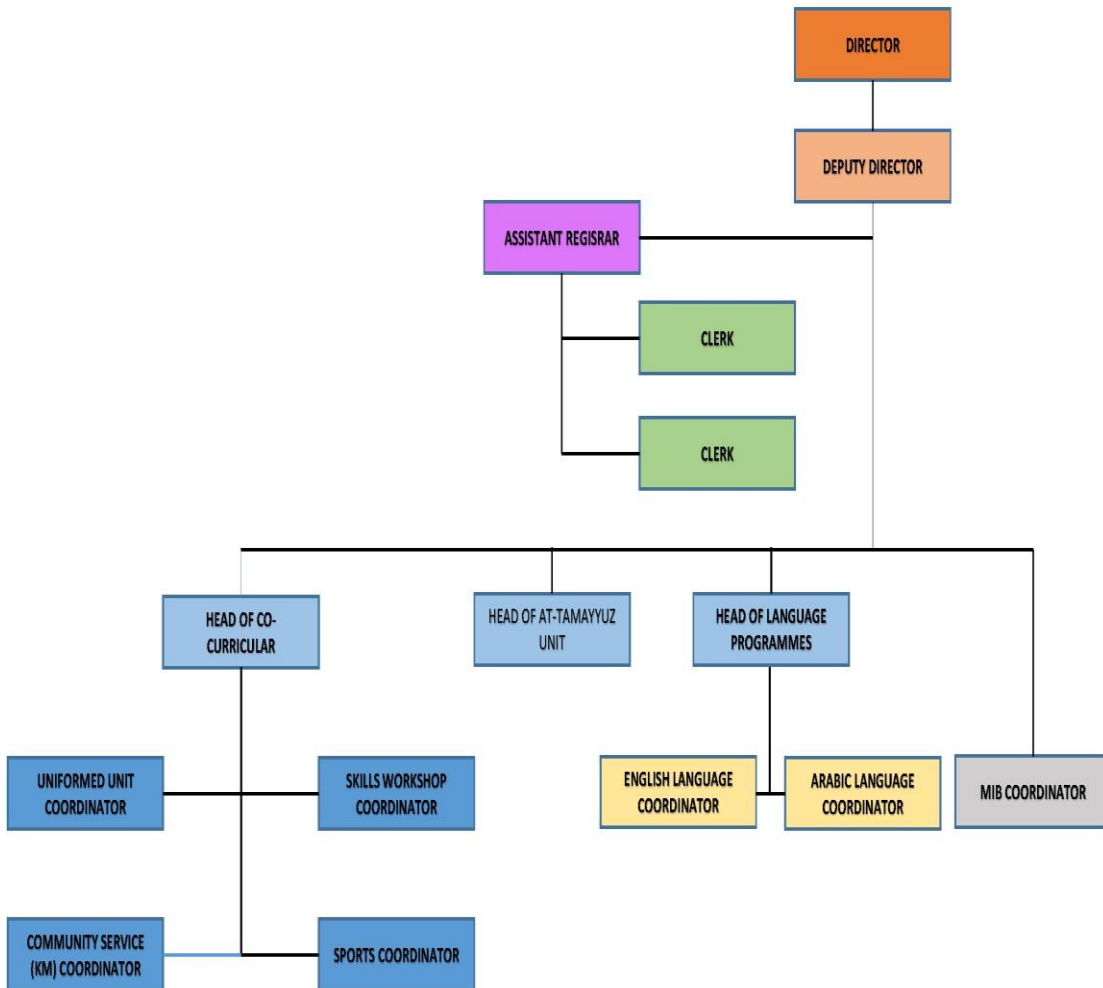 DIRECTOR
DEPUTY DIRECTOR
ASSISTANT REGISRAR
CLERK
CLERK
HEAD OF CO-
CURRICULAR
HEAD OF AT-TAMAYYUZ
UNIT
HEAD OF LANGUAGE
PROGRAMMES
UNIFORMED UNIT
COORDINATOR
SKILLS WORKSHOP
COORDINATOR
ENGLISH LANGUAGE
COORDINATOR
ARABIC LANGUAGE
COORDINATOR
MIB COORDINATOR
COMMUNITY SERVICE
(KM) COORDINATOR
SPORTS COORDINATOR